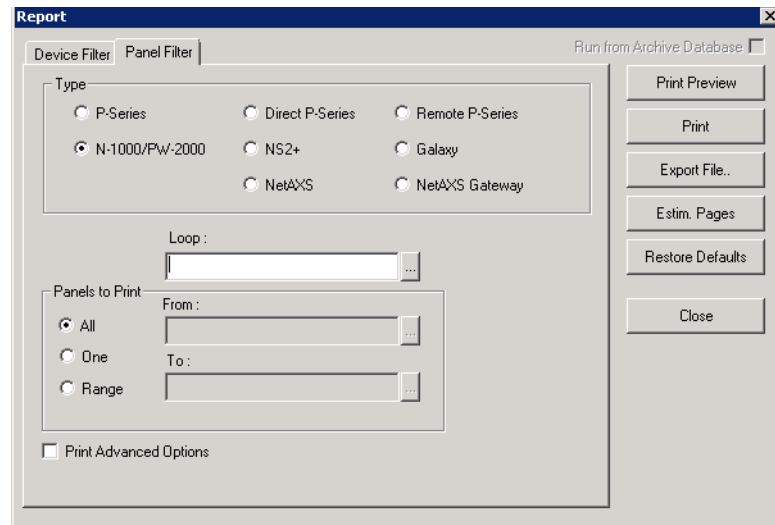 Report
Device Filter
Panel Filter
Run from Archive Database
Type
P-Series
Direct P-Series
Remote P-Series
N-1000/PW-2000
NS2+
Galaxy
NetAXS
NetAXS Gateway
Loop :
...
Panels to Print
From :
All
...
One
To :
Range
...
Print Advanced Options
Print Preview
Print
Export File..
Estim. Pages
Restore Defaults
Close